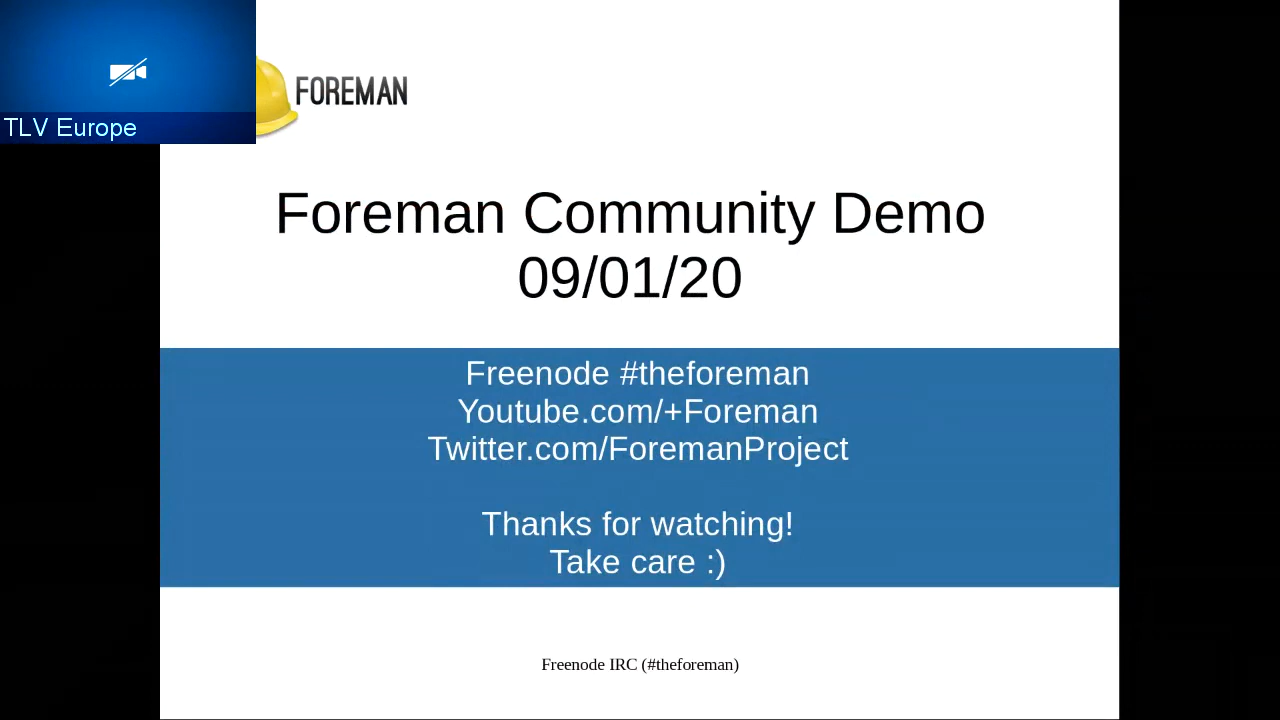 TLV Europe
FOREMAN
Foreman Community Demo
09/01/20
Freenode #theforeman
Youtube.com/+Foreman
Twitter.com/ForemanProject
Thanks for watching!
Take care :)
Freenode IRC (#theforeman)